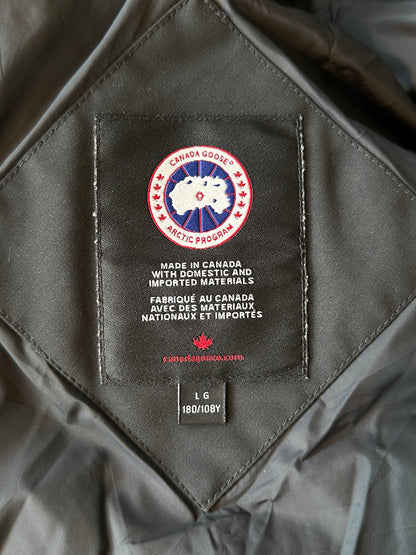 CANADA GOOSE®
ARCTIC PROGRAM
MADE IN CANADA
WITH DOMESTIC AND
IMPORTED MATERIALS
FABRIQUÉ AU CANADA
AVEC DES MATERIAUX
NATIONAUX ET IMPORTÉS
canadagoose.com
L G
180/108Y